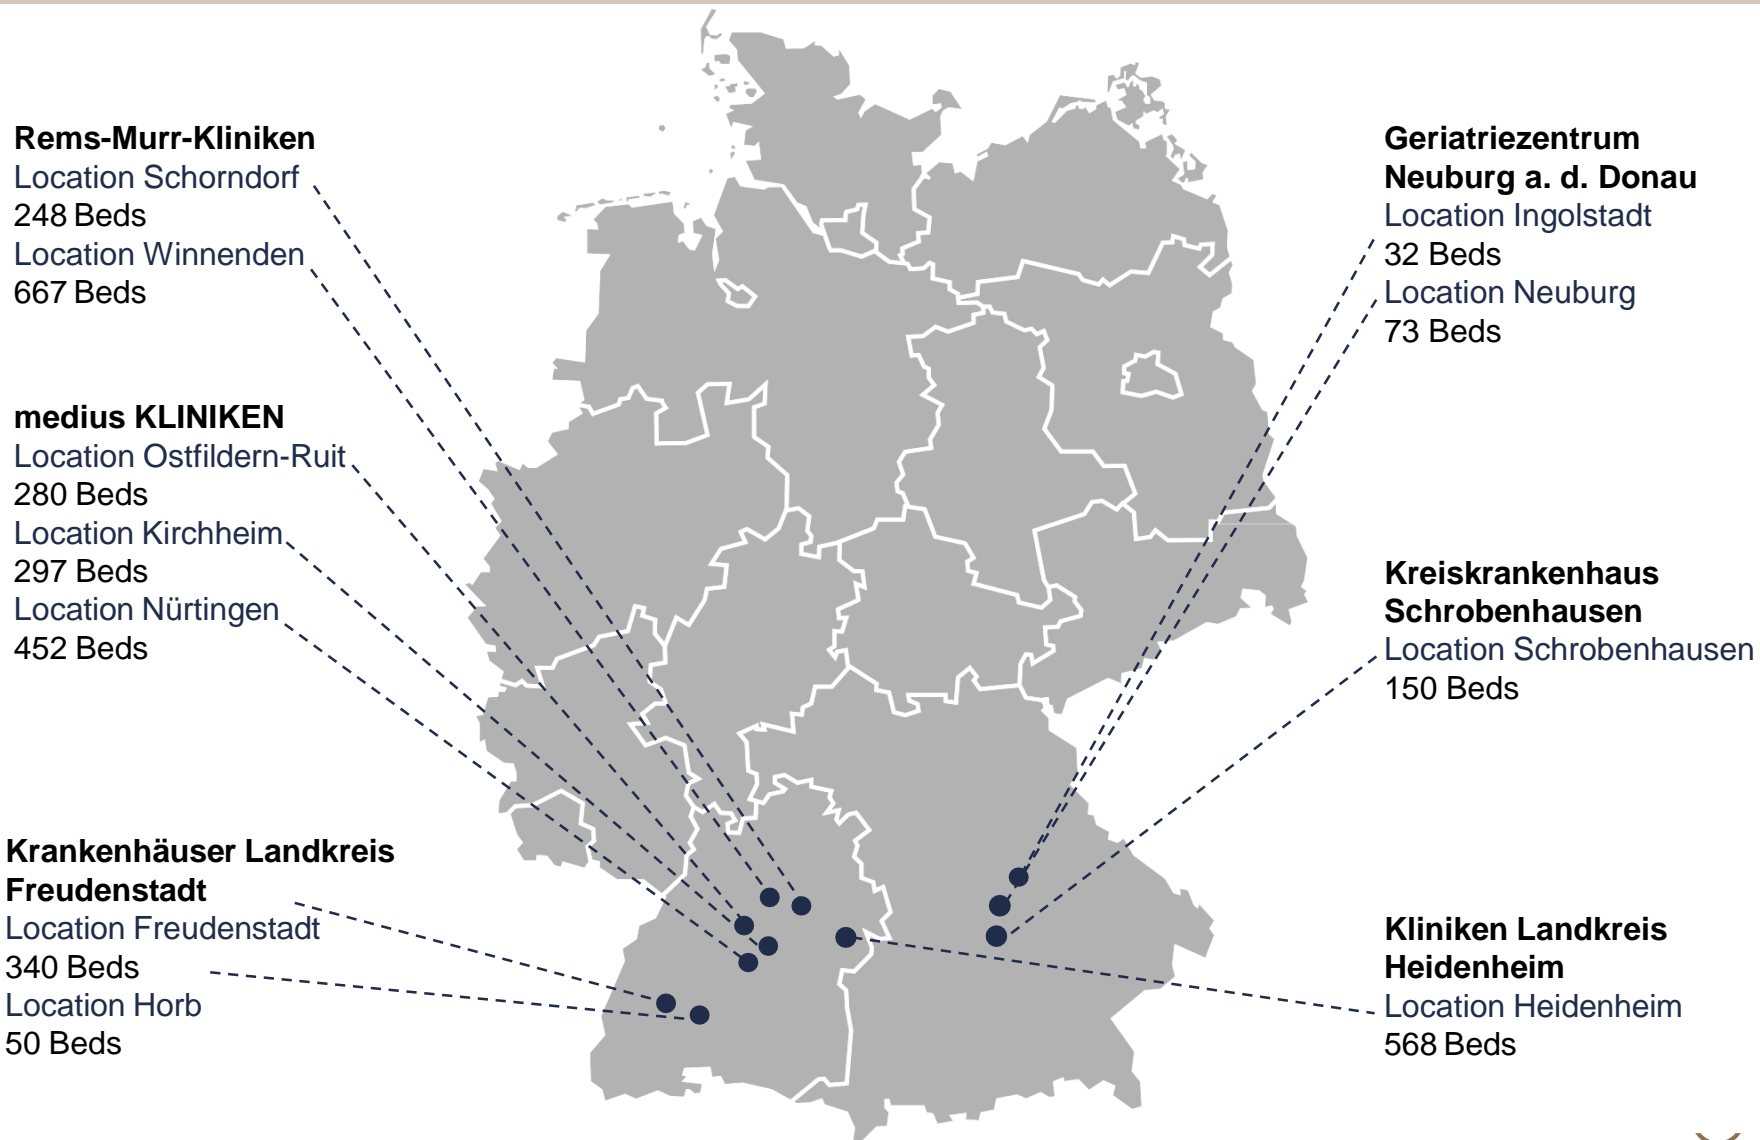 Rems-Murr-Kliniken
Location Schorndorf
248 Beds
Location Winnenden
667 Beds
medius KLINIKEN
Location Ostfildern-Ruit
280 Beds
Location Kirchheim
297 Beds
Location Nürtingen
452 Beds
Krankenhäuser Landkreis
Freudenstadt
Location Freudenstadt
340 Beds
Location Horb
50 Beds
Geriatriezentrum
Neuburg a. d. Donau
Location Ingolstadt
32 Beds
Location Neuburg
73 Beds
Kreiskrankenhaus
Schrobenhausen
Location Schrobenhausen
150 Beds
Kliniken Landkreis
Heidenheim
Location Heidenheim
568 Beds